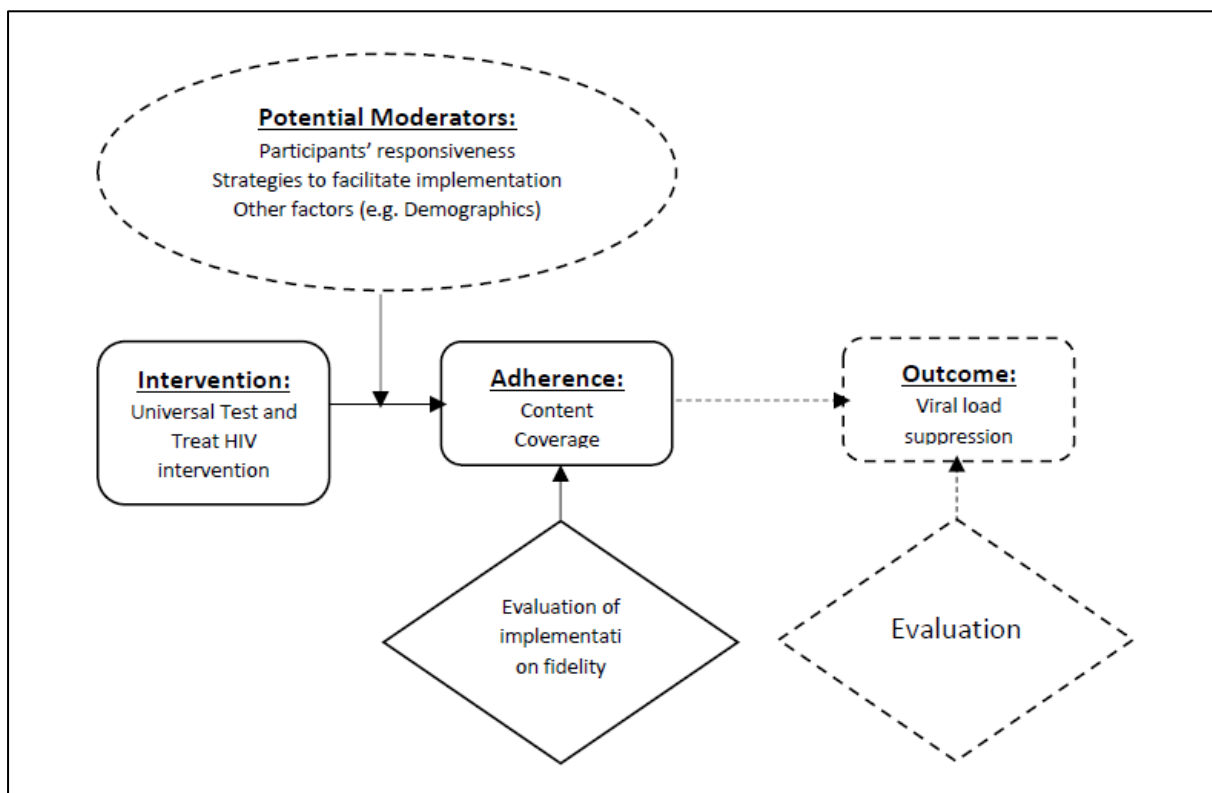 Potential Moderators:
Participants' responsiveness
Strategies to facilitate implementation
Other factors (e.g. Demographics)
Intervention:
Universal Test and
Treat HIV
intervention
Adherence:
Content
Coverage
Outcome:
Viral load
suppression
Evaluation of
implementati
on fidelity
Evaluation